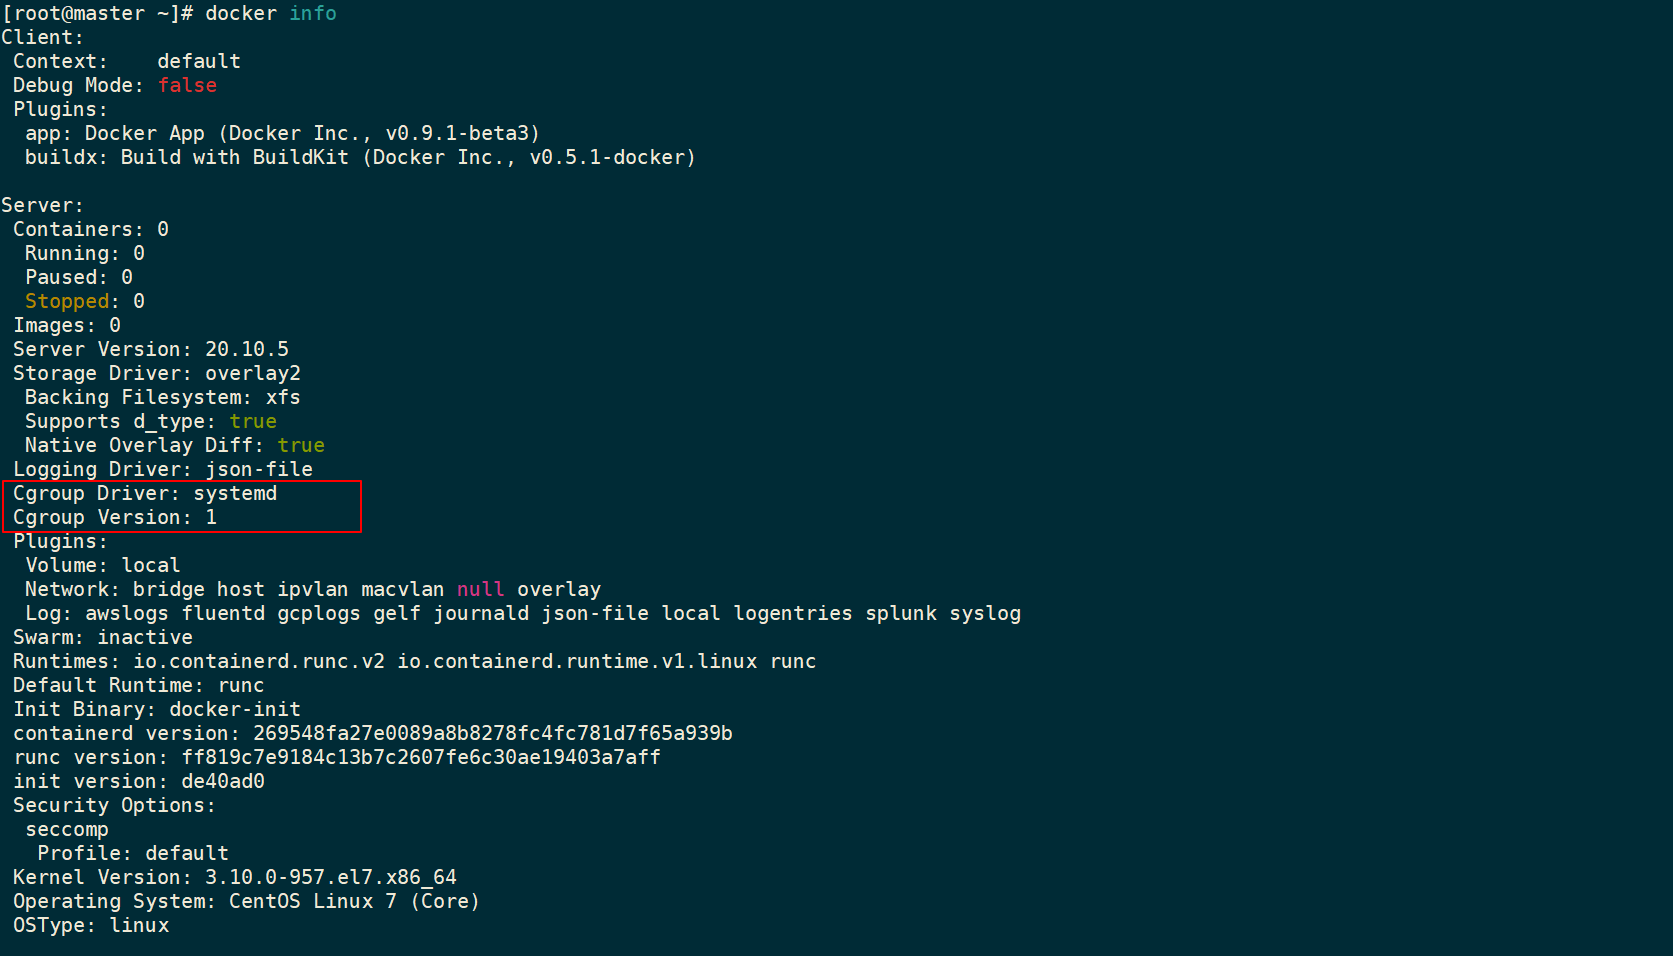 [root@master ~]# docker info
Client:
 Context:    default
 Debug Mode: false
 Plugins:
  app: Docker App (Docker Inc., v0.9.1-beta3)
  buildx: Build with BuildKit (Docker Inc., v0.5.1-docker)

Server:
 Containers: 0
  Running: 0
  Paused: 0
  Stopped: 0
 Images: 0
 Server Version: 20.10.5
 Storage Driver: overlay2
  Backing Filesystem: xfs
  Supports d_type: true
  Native Overlay Diff: true
 Logging Driver: json-file
 Cgroup Driver: systemd
 Cgroup Version: 1
 Plugins:
  Volume: local
  Network: bridge host ipvlan macvlan null overlay
  Log: awslogs fluentd gcplogs gelf journald json-file local logentries splunk syslog
 Swarm: inactive
 Runtimes: io.containerd.runc.v2 io.containerd.runtime.v1.linux runc
 Default Runtime: runc
 Init Binary: docker-init
 containerd version: 269548fa27e0089a8b8278fc4fc781d7f65a939b
 runc version: ff819c7e9184c13b7c2607fe6c30ae19403a7aff
 init version: de40ad0
 Security Options:
  seccomp
   Profile: default
 Kernel Version: 3.10.0-957.el7.x86_64
 Operating System: CentOS Linux 7 (Core)
 OSType: linux